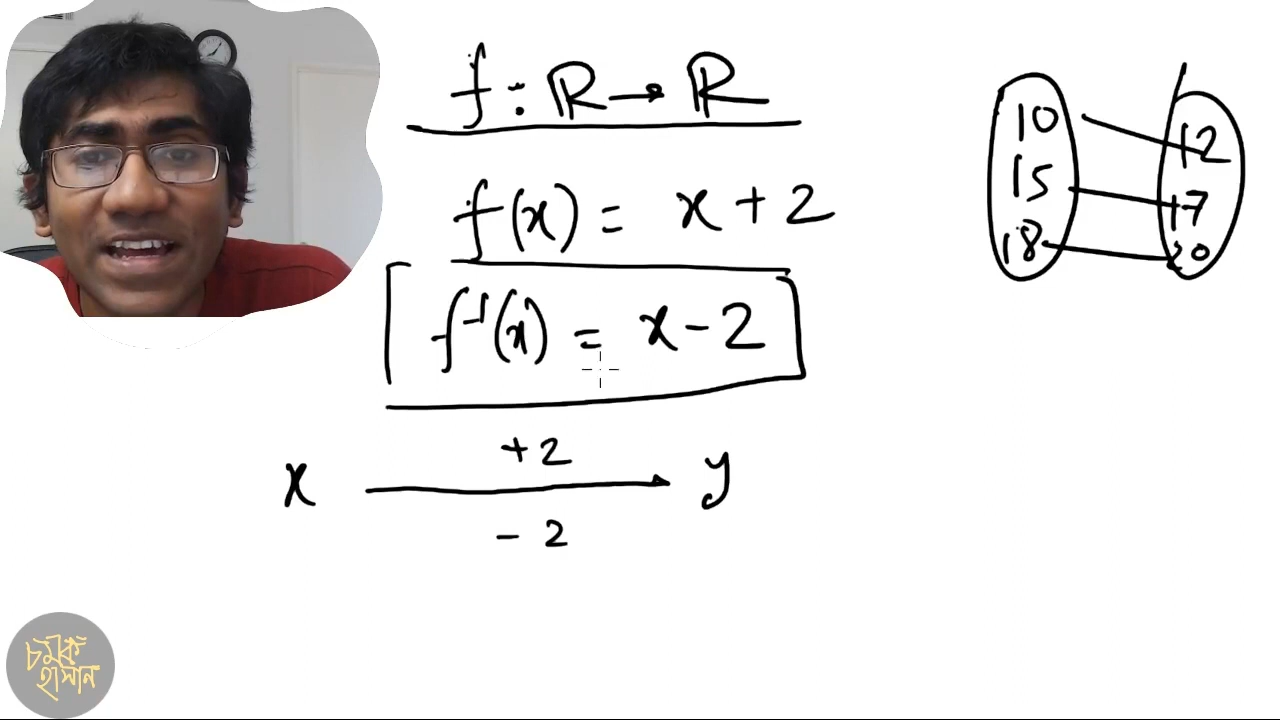 f : ℝ → ℝ
f(x) = x + 2
f⁻¹(x) = x - 2
+2
x → y
- 2
10 12
15 17
18 20
চমক
হাসান